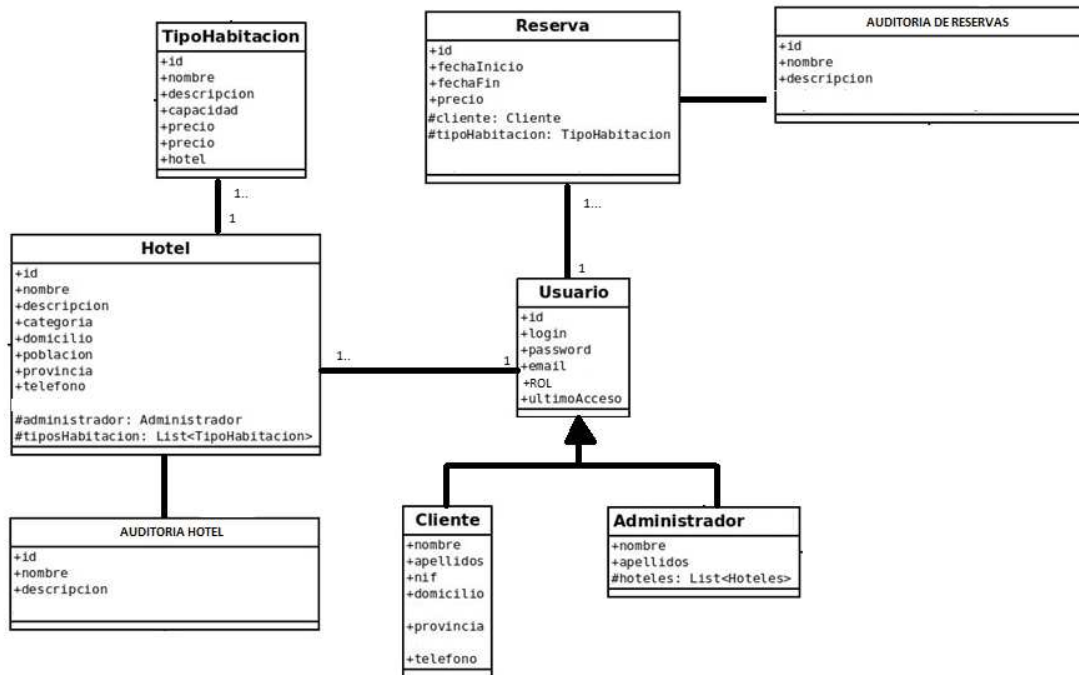 TipoHabitacion
+id
+nombre
+descripcion
+capacidad
+precio
+precio
+hotel
Reserva
+id
+fechaInicio
+fechaFin
+precio
#cliente: Cliente
#tipoHabitacion: TipoHabitacion
AUDITORIA DE RESERVAS
+id
+nombre
+descripcion
1..
1
1...
1
Hotel
+id
+nombre
+descripcion
+categoria
+domicilio
+poblacion
+provincia
+telefono
#administrador: Administrador
#tiposHabitacion: List<TipoHabitacion>
1..
1
Usuario
+id
+login
+password
+email
+ROL
+ultimoAcceso
AUDITORIA HOTEL
+id
+nombre
+descripcion
Cliente
+nombre
+apellidos
+nif
+domicilio
+provincia
+telefono
Administrador
+nombre
+apellidos
#hoteles: List<Hoteles>